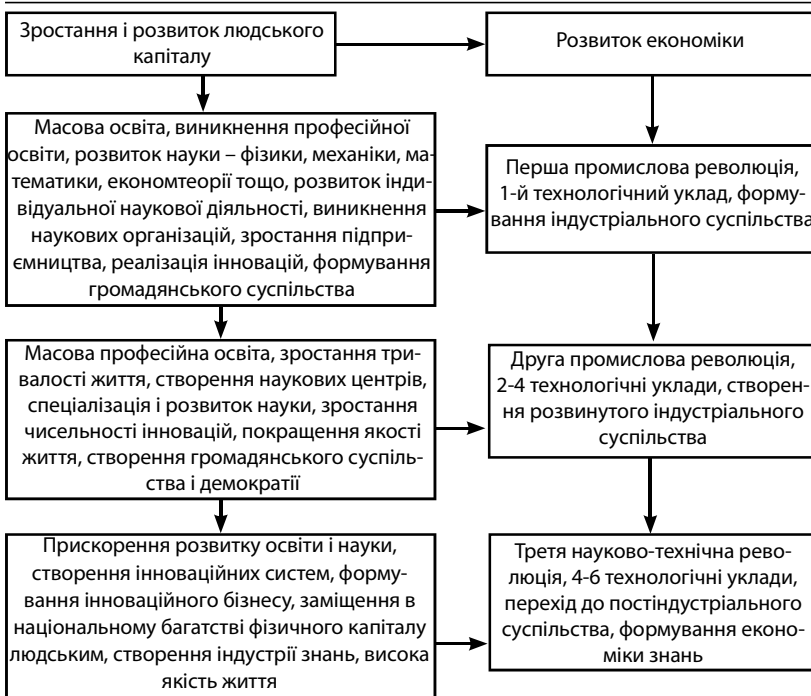 Зростання і розвиток людського
капіталу
Розвиток економіки
Масова освіта, виникнення професійної
освіти, розвиток науки – фізики, механіки, ма-
тематики, економтеорії тощо, розвиток інди-
відуальної наукової діяльності, виникнення
наукових організацій, зростання підпри-
ємництва, реалізація інновацій, формування
громадянського суспільства
Перша промислова революція,
1-й технологічний уклад, форму-
вання індустріального суспільства
Масова професійна освіта, зростання три-
валості життя, створення наукових центрів,
спеціалізація і розвиток науки, зростання
чисельності інновацій, покращення якості
життя, створення громадянського суспіль-
ства і демократії
Друга промислова революція,
2-4 технологічні уклади, створен-
ня розвинутого індустріального
суспільства
Прискорення розвитку освіти і науки,
створення інноваційних систем, форму-
вання інноваційного бізнесу, заміщення в
національному багатстві фізичного капіталу
людським, створення індустрії знань, висока
якість життя
Третя науково-технічна рево-
люція, 4-6 технологічні уклади,
перехід до постіндустріального
суспільства, формування еконо-
міки знань